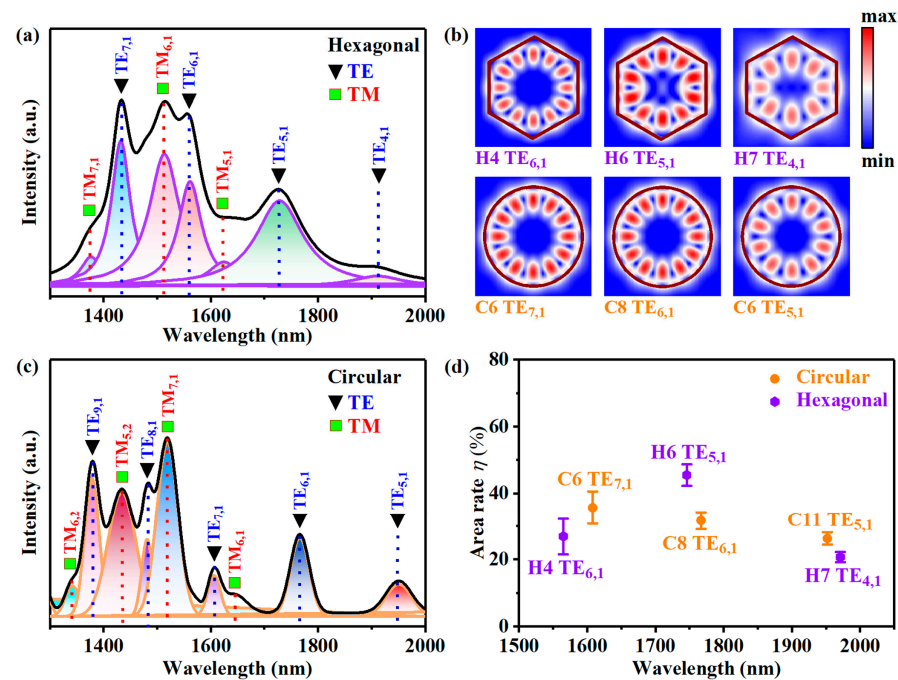 (a)
Hexagonal
TE
TM
TM7,1
TE7,1
TM6,1
TE6,1
TM5,1
TE5,1
TE4,1
Intensity (a.u.)
1400 1600 1800 2000
Wavelength (nm)
(b)
max
min
H4 TE6,1
H6 TE5,1
H7 TE4,1
C6 TE7,1
C8 TE6,1
C6 TE5,1
(c)
Circular
TE
TM
TM6,2
TE9,1
TM5,2
TE8,1
TM7,1
TE7,1
TM6,1
TE6,1
TE5,1
Intensity (a.u.)
1400 1600 1800 2000
Wavelength (nm)
(d)
Circular
Hexagonal
Area rate η (%)
80
60
40
20
0
H6 TE5,1
C6 TE7,1
C11 TE5,1
H4 TE6,1
C8 TE6,1
H7 TE4,1
1500 1600 1700 1800 1900 2000
Wavelength (nm)